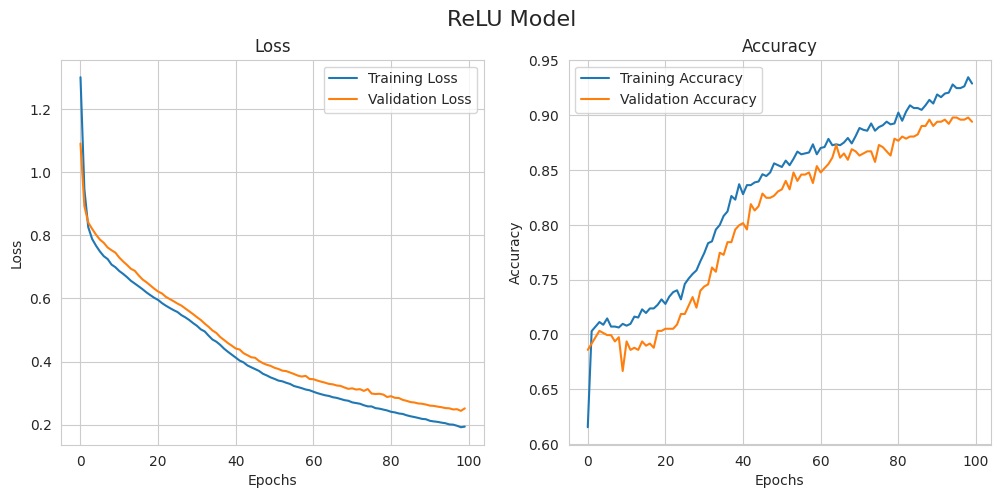 ReLU Model
Loss
Training Loss
Validation Loss
1.2
1.0
0.8
0.6
0.4
0.2
Loss
0
20
40
60
80
100
Epochs
Accuracy
Training Accuracy
Validation Accuracy
0.95
0.90
0.85
0.80
0.75
0.70
0.65
0.60
Accuracy
0
20
40
60
80
100
Epochs